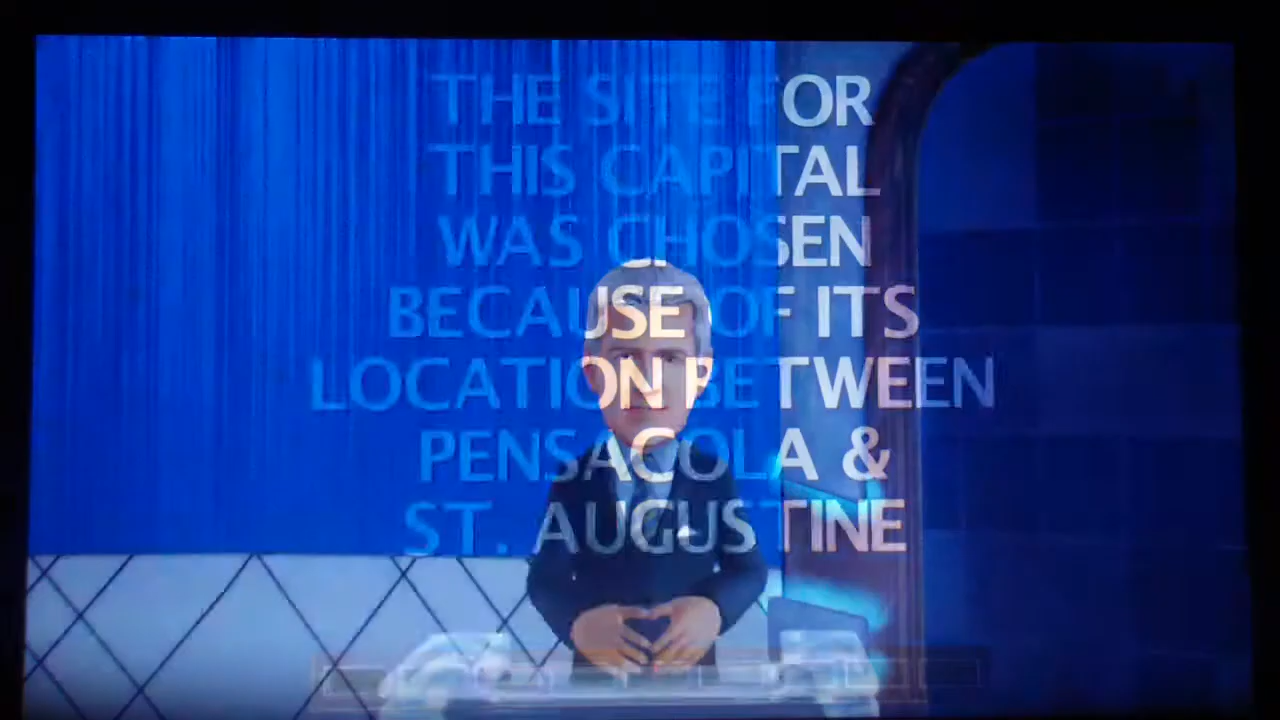 THE SITE FOR
THIS CAPITAL
WAS CHOSEN
BECAUSE OF ITS
LOCATION BETWEEN
PENSACOLA &
ST. AUGUSTINE